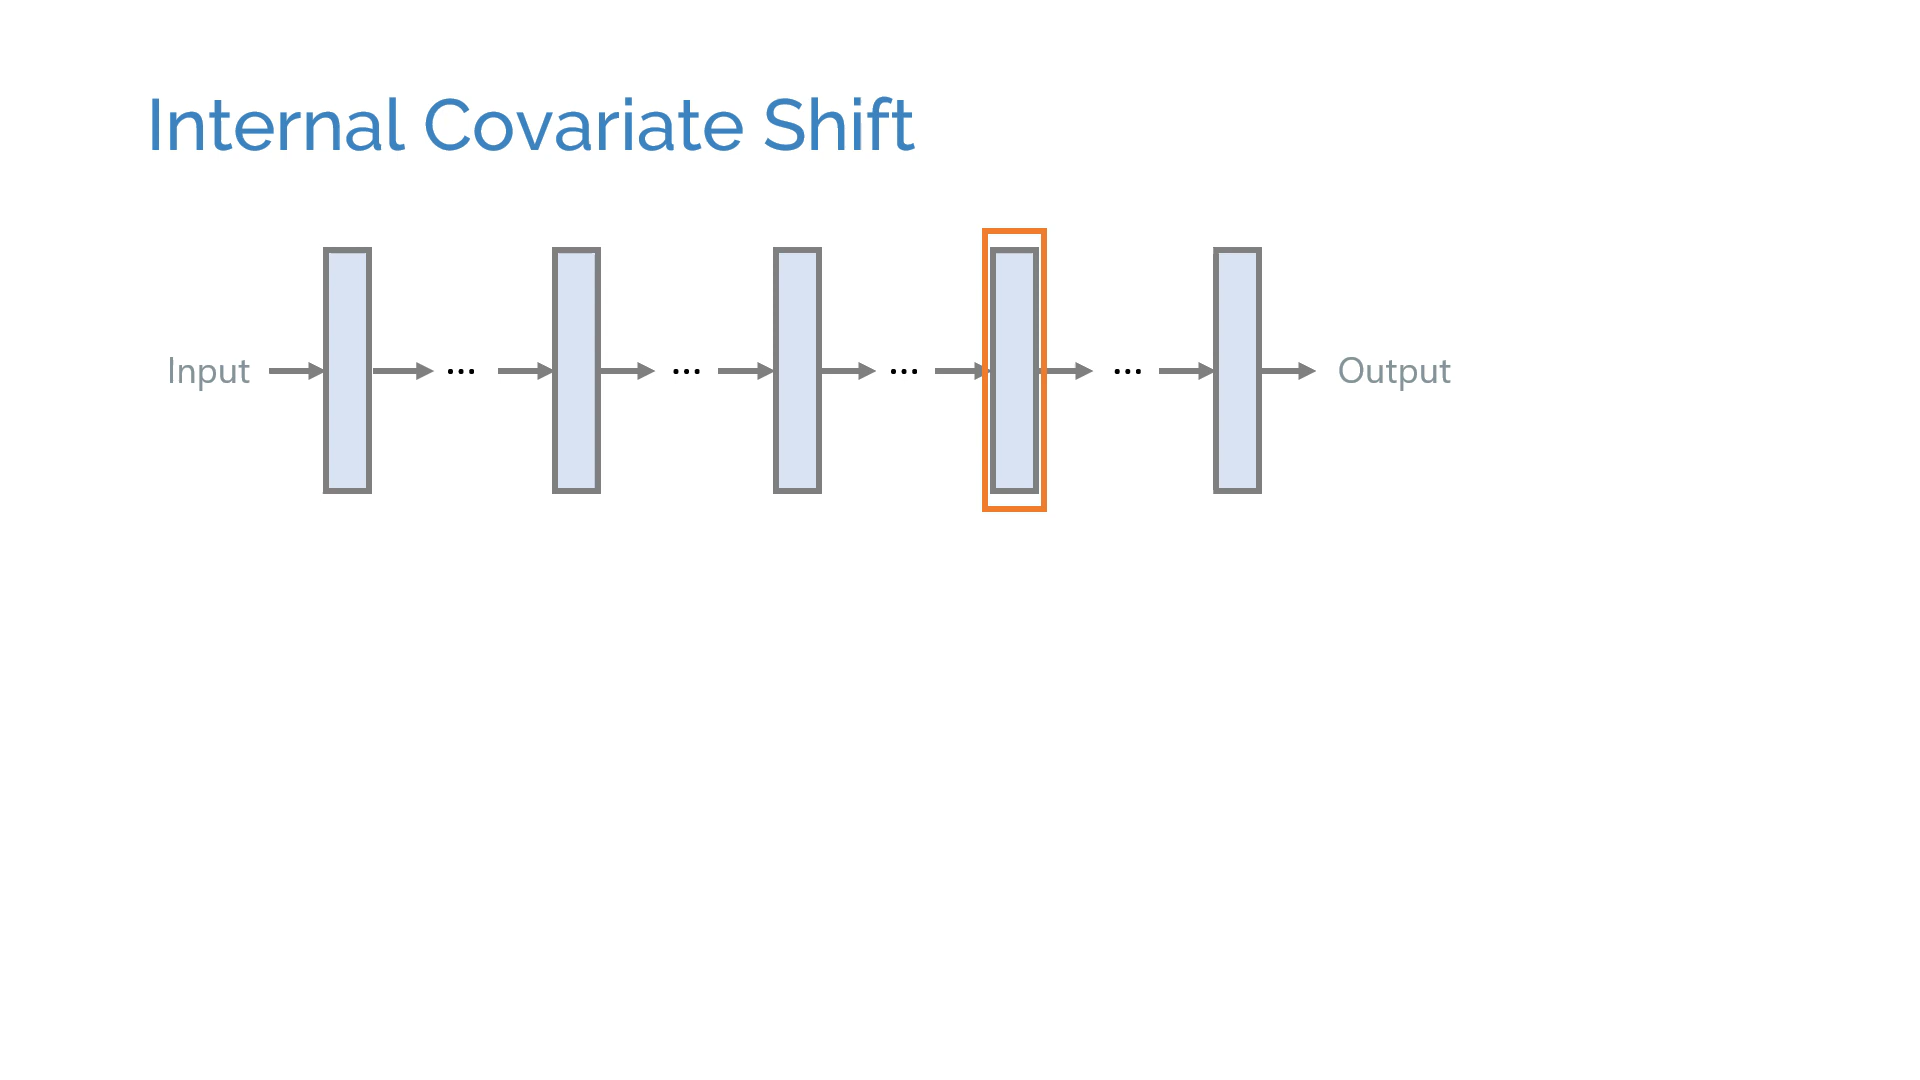 Internal Covariate Shift
Input ... ... ... ... Output